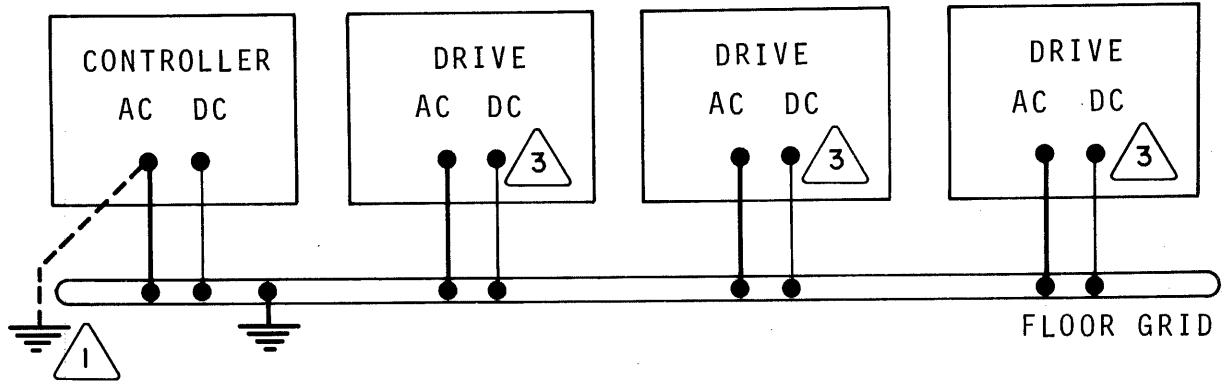 CONTROLLER
AC DC
DRIVE
AC DC
3
DRIVE
AC DC
3
DRIVE
AC DC
3
1
FLOOR GRID